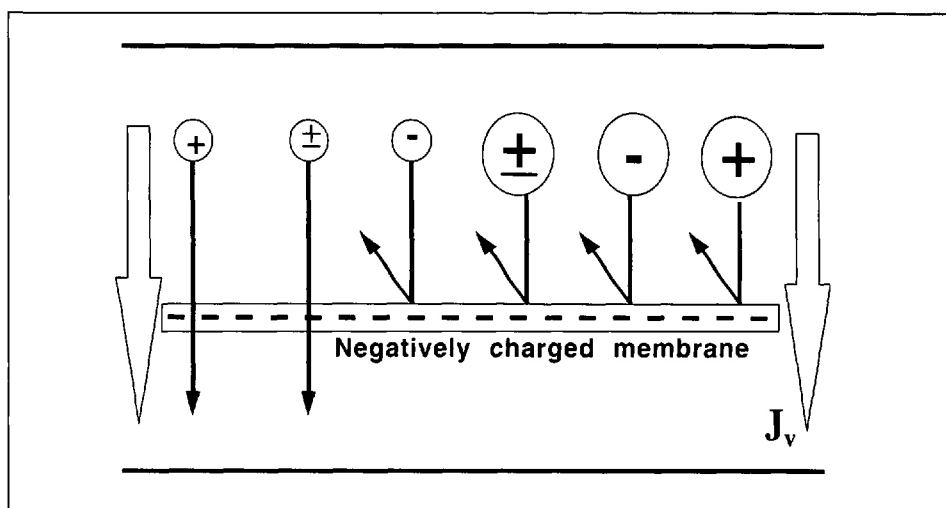 + ± - ± - +
Negatively charged membrane
Jv